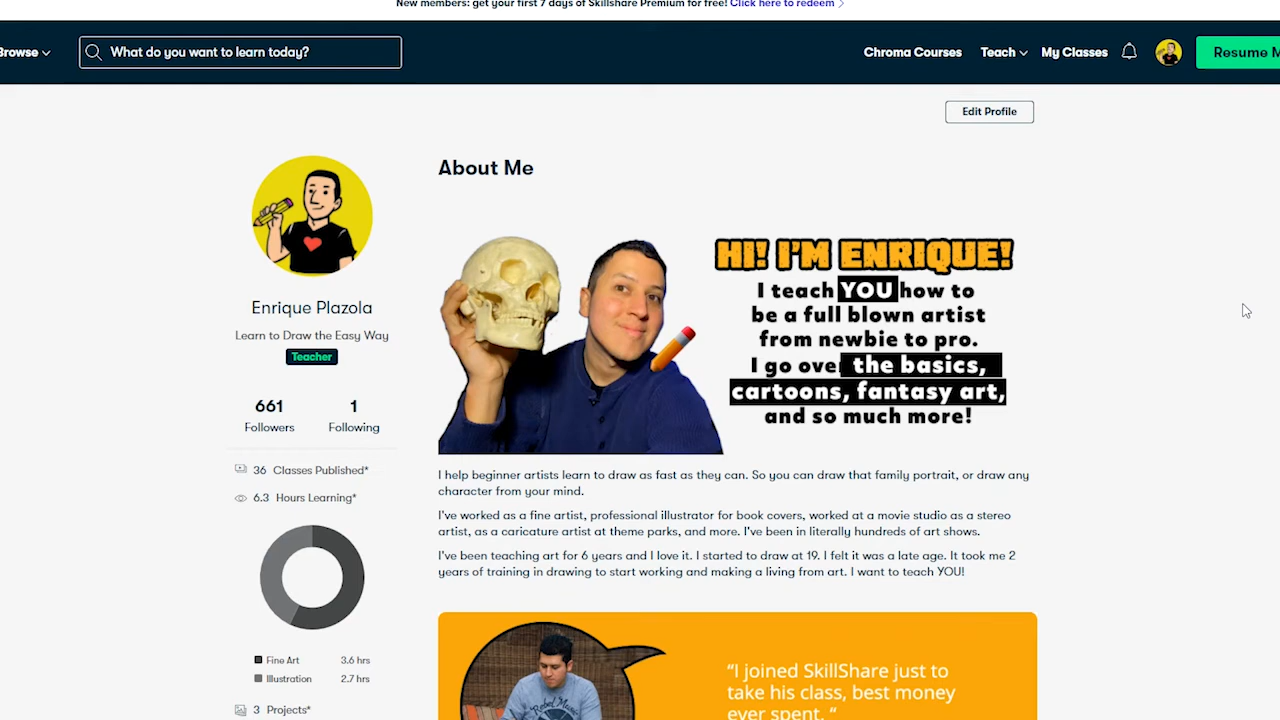 New members: get your first 7 days of Skillshare Premium for free! Click here to redeem
Browse
What do you want to learn today?
Chroma Courses
Teach
My Classes
Resume M
Edit Profile
Enrique Plazola
Learn to Draw the Easy Way
Teacher
661
Followers
1
Following
36 Classes Published*
6.3 Hours Learning*
Fine Art 3.6 hrs
Illustration 2.7 hrs
3 Projects*
About Me
HI! I'M ENRIQUE!
I teach YOU how to
be a full blown artist
from newbie to pro.
I go over the basics,
cartoons, fantasy art,
and so much more!
I help beginner artists learn to draw as fast as they can. So you can draw that family portrait, or draw any
character from your mind.
I've worked as a fine artist, professional illustrator for book covers, worked at a movie studio as a stereo
artist, as a caricature artist at theme parks, and more. I've been in literally hundreds of art shows.
I've been teaching art for 6 years and I love it. I started to draw at 19. I felt it was a late age. It took me 2
years of training in drawing to start working and making a living from art. I want to teach YOU!
"I joined SkillShare just to
take his class, best money
ever spent. "